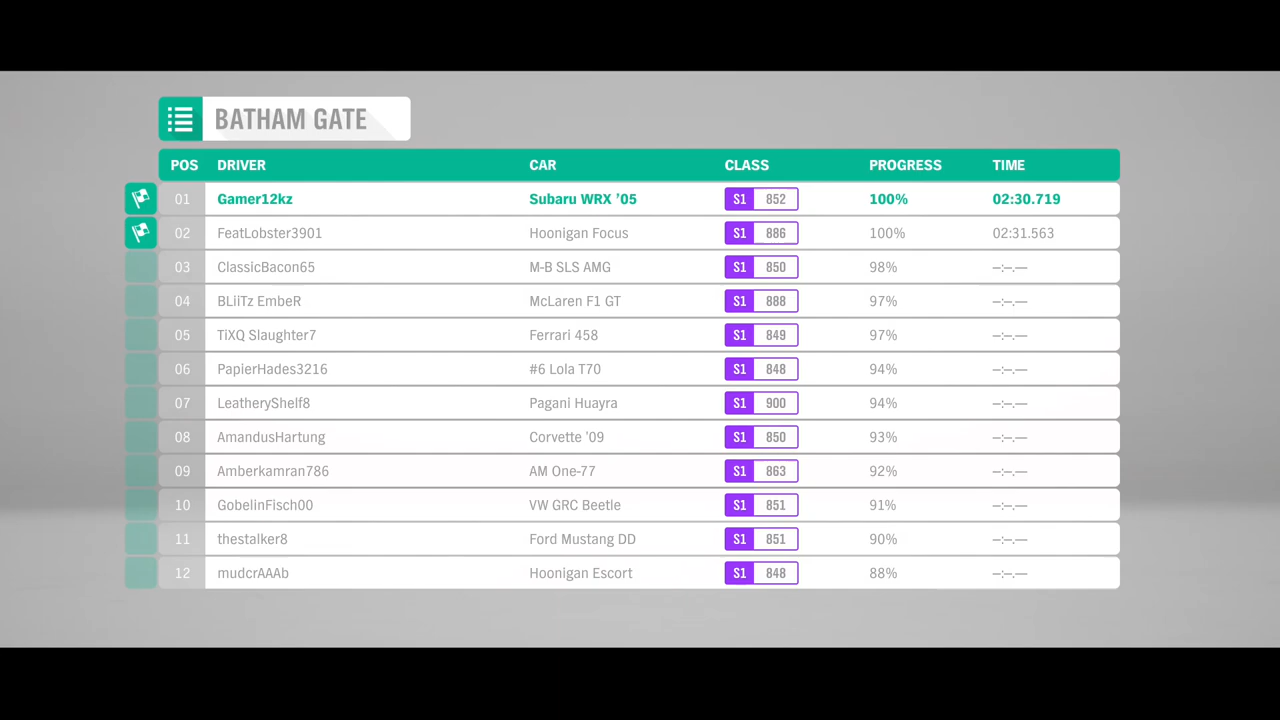 BATHAM GATE
POS DRIVER CAR CLASS PROGRESS TIME
01 Gamer12kz Subaru WRX ’05 S1 852 100% 02:30.719
02 FeatLobster3901 Hoonigan Focus S1 886 100% 02:31.563
03 ClassicBacon65 M-B SLS AMG S1 850 98% –:–.––
04 BLiiTz EmbeR McLaren F1 GT S1 888 97% –:–.––
05 TiXQ Slaughter7 Ferrari 458 S1 849 97% –:–.––
06 PapierHades3216 #6 Lola T70 S1 848 94% –:–.––
07 LeatheryShelf8 Pagani Huayra S1 900 94% –:–.––
08 AmandusHartung Corvette ’09 S1 850 93% –:–.––
09 Amberkamran786 AM One-77 S1 863 92% –:–.––
10 GobelinFisch00 VW GRC Beetle S1 851 91% –:–.––
11 thestalker8 Ford Mustang DD S1 851 90% –:–.––
12 mudcrAAAb Hoonigan Escort S1 848 88% –:–.––